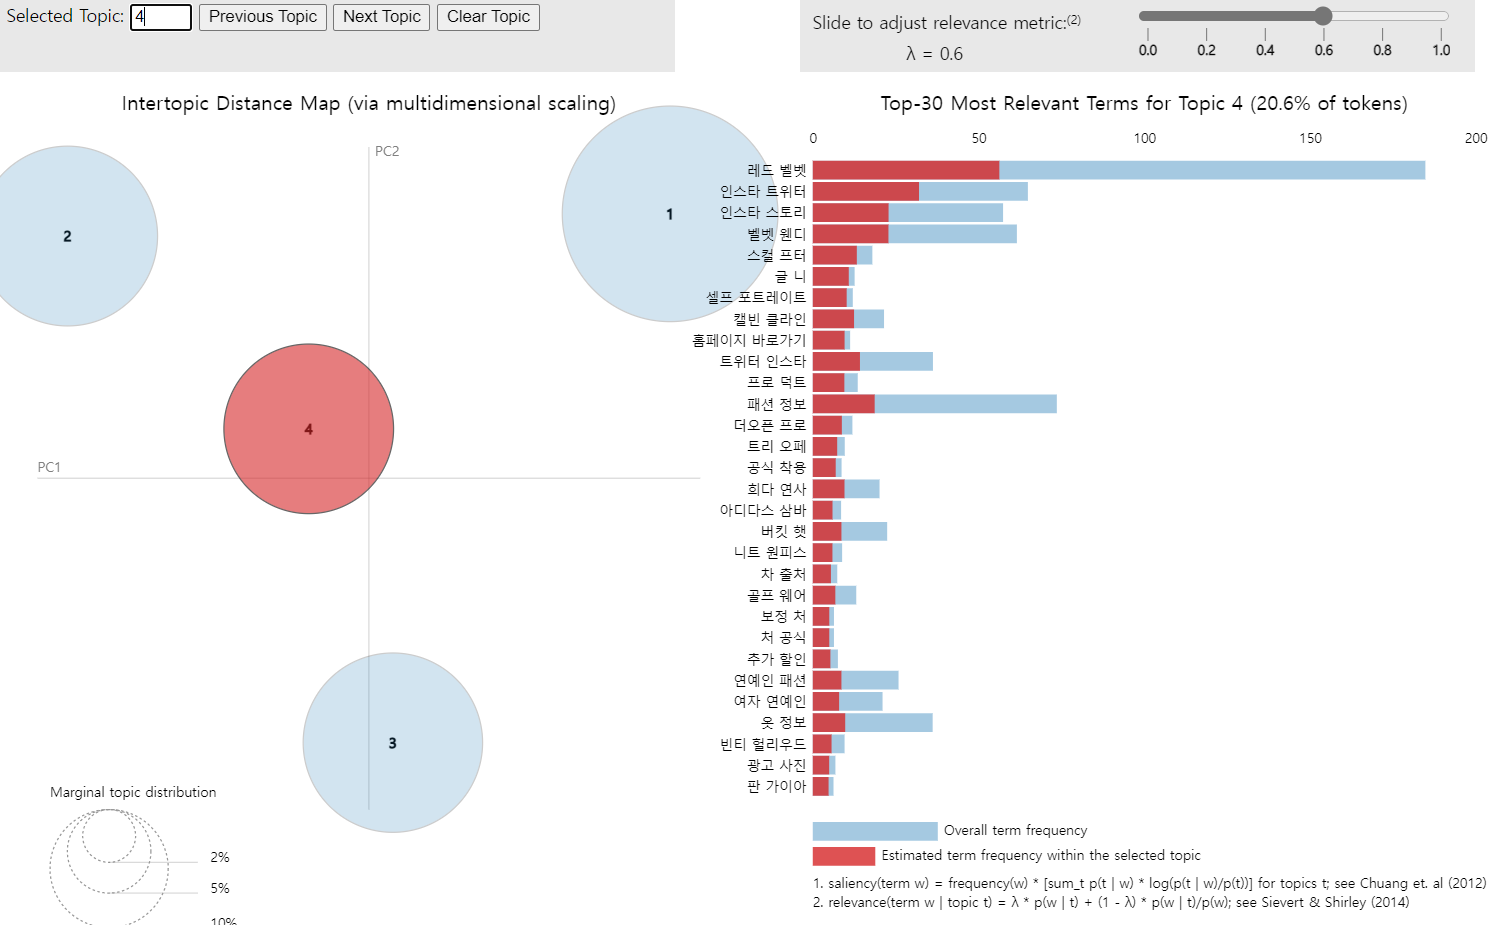 Selected Topic: 4 Previous Topic Next Topic Clear Topic
Slide to adjust relevance metric:(2)
λ = 0.6
0.0 0.2 0.4 0.6 0.8 1.0
Intertopic Distance Map (via multidimensional scaling)
PC2
PC1
2
1
4
3
Marginal topic distribution
2%
5%
10%
Top-30 Most Relevant Terms for Topic 4 (20.6% of tokens)
0 50 100 150 200
레드 벨벳
인스타 트위터
인스타 스토리
벨벳 웬디
스컬 프터
글 니
셀프 포트레이트
캘빈 클라인
홈페이지 바로가기
트위터 인스타
프로 덕트
패션 정보
더오픈 프로
트리 오페
공식 착용
희다 연사
아디다스 삼바
버킷 햇
니트 원피스
차 출처
골프 웨어
보정 처
처 공식
추가 할인
연예인 패션
여자 연예인
옷 정보
빈티 헐리우드
광고 사진
판 가이아
Overall term frequency
Estimated term frequency within the selected topic
1. saliency(term w) = frequency(w) * [sum_t p(t | w) * log(p(t | w)/p(t))] for topics t; see Chuang et. al (2012)
2. relevance(term w | topic t) = λ * p(w | t) + (1 - λ) * p(w | t)/p(w); see Sievert & Shirley (2014)